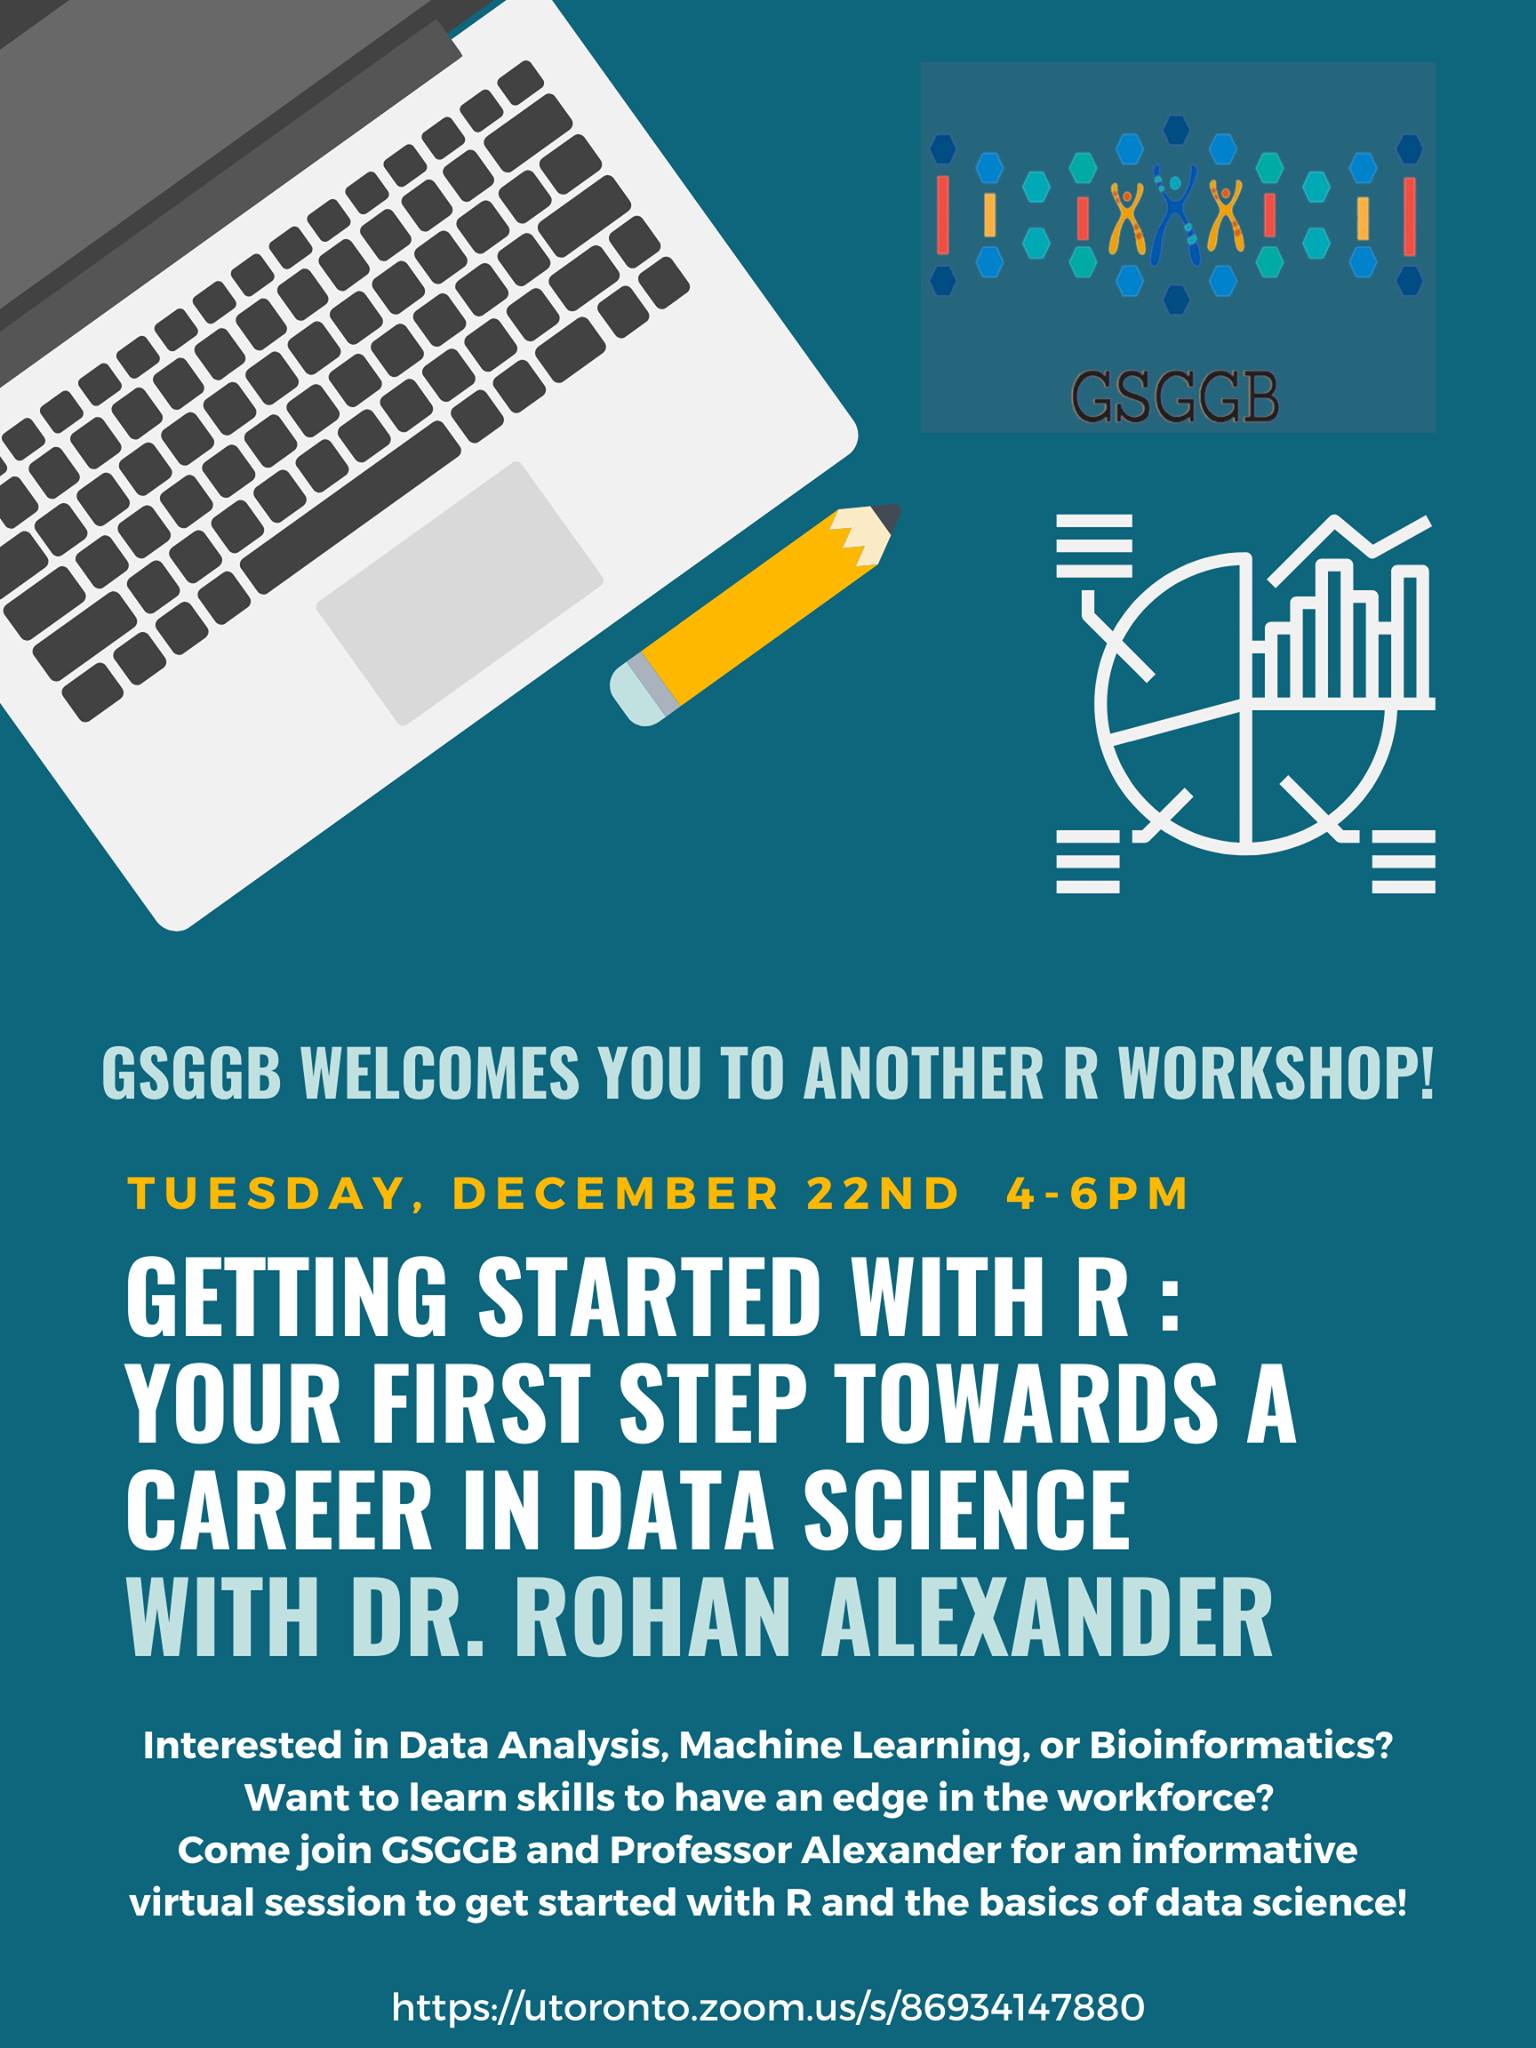 GSGGB
GSGGB WELCOMES YOU TO ANOTHER R WORKSHOP!
TUESDAY, DECEMBER 22ND 4-6PM
GETTING STARTED WITH R :
YOUR FIRST STEP TOWARDS A
CAREER IN DATA SCIENCE
WITH DR. ROHAN ALEXANDER
Interested in Data Analysis, Machine Learning, or Bioinformatics?
Want to learn skills to have an edge in the workforce?
Come join GSGGB and Professor Alexander for an informative
virtual session to get started with R and the basics of data science!
https://utoronto.zoom.us/s/86934147880